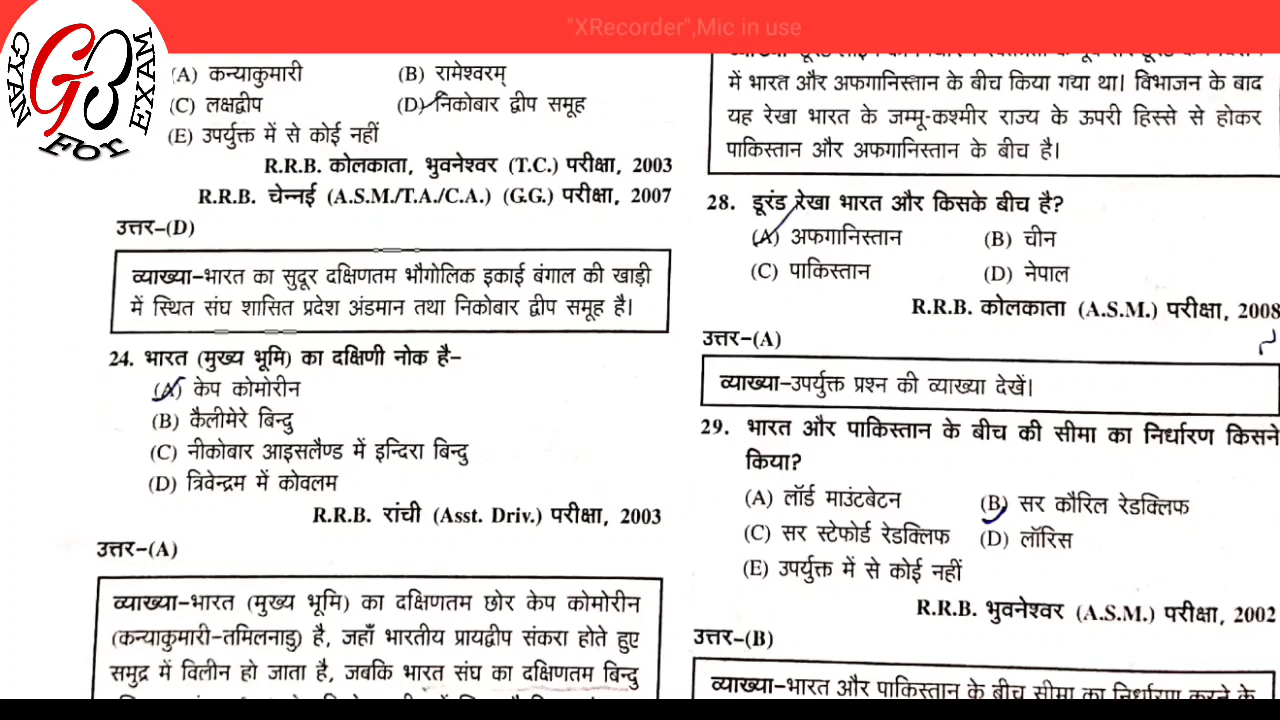 "XRecorder",Mic in use
GYAN
G3
EXAM
For
(A) कन्याकुमारी (B) रामेश्वरम्
(C) लक्षद्वीप (D) निकोबार द्वीप समूह
(E) उपर्युक्त में से कोई नहीं
R.R.B. कोलकाता, भुवनेश्वर (T.C.) परीक्षा, 2003
R.R.B. चेन्नई (A.S.M./T.A./C.A.) (G.G.) परीक्षा, 2007
उत्तर–(D)
व्याख्या–भारत का सुदूर दक्षिणतम भौगोलिक इकाई बंगाल की खाड़ी
में स्थित संघ शासित प्रदेश अंडमान तथा निकोबार द्वीप समूह है।
24. भारत (मुख्य भूमि) का दक्षिणी नोक है–
(A) केप कोमोरीन
(B) कैलीमेरे बिन्दु
(C) नीकोबार आइसलैण्ड में इन्दिरा बिन्दु
(D) त्रिवेन्द्रम में कोवलम
R.R.B. रांची (Asst. Driv.) परीक्षा, 2003
उत्तर–(A)
व्याख्या–भारत (मुख्य भूमि) का दक्षिणतम छोर केप कोमोरीन
(कन्याकुमारी–तमिलनाडु) है, जहाँ भारतीय प्रायद्वीप संकरा होते हुए
समुद्र में विलीन हो जाता है, जबकि भारत संघ का दक्षिणतम बिन्दु
में भारत और अफगानिस्तान के बीच किया गया था। विभाजन के बाद
यह रेखा भारत के जम्मू-कश्मीर राज्य के ऊपरी हिस्से से होकर
पाकिस्तान और अफगानिस्तान के बीच है।
28. डूरंड रेखा भारत और किसके बीच है?
(A) अफगानिस्तान (B) चीन
(C) पाकिस्तान (D) नेपाल
R.R.B. कोलकाता (A.S.M.) परीक्षा, 2008
उत्तर–(A)
व्याख्या–उपर्युक्त प्रश्न की व्याख्या देखें।
29. भारत और पाकिस्तान के बीच की सीमा का निर्धारण किसने
किया?
(A) लॉर्ड माउंटबेटन (B) सर कौरिल रेडक्लिफ
(C) सर स्टेफोर्ड रेडक्लिफ (D) लॉरिस
(E) उपर्युक्त में से कोई नहीं
R.R.B. भुवनेश्वर (A.S.M.) परीक्षा, 2002
उत्तर–(B)
व्याख्या–भारत और पाकिस्तान के बीच सीमा का निर्धारण करने के